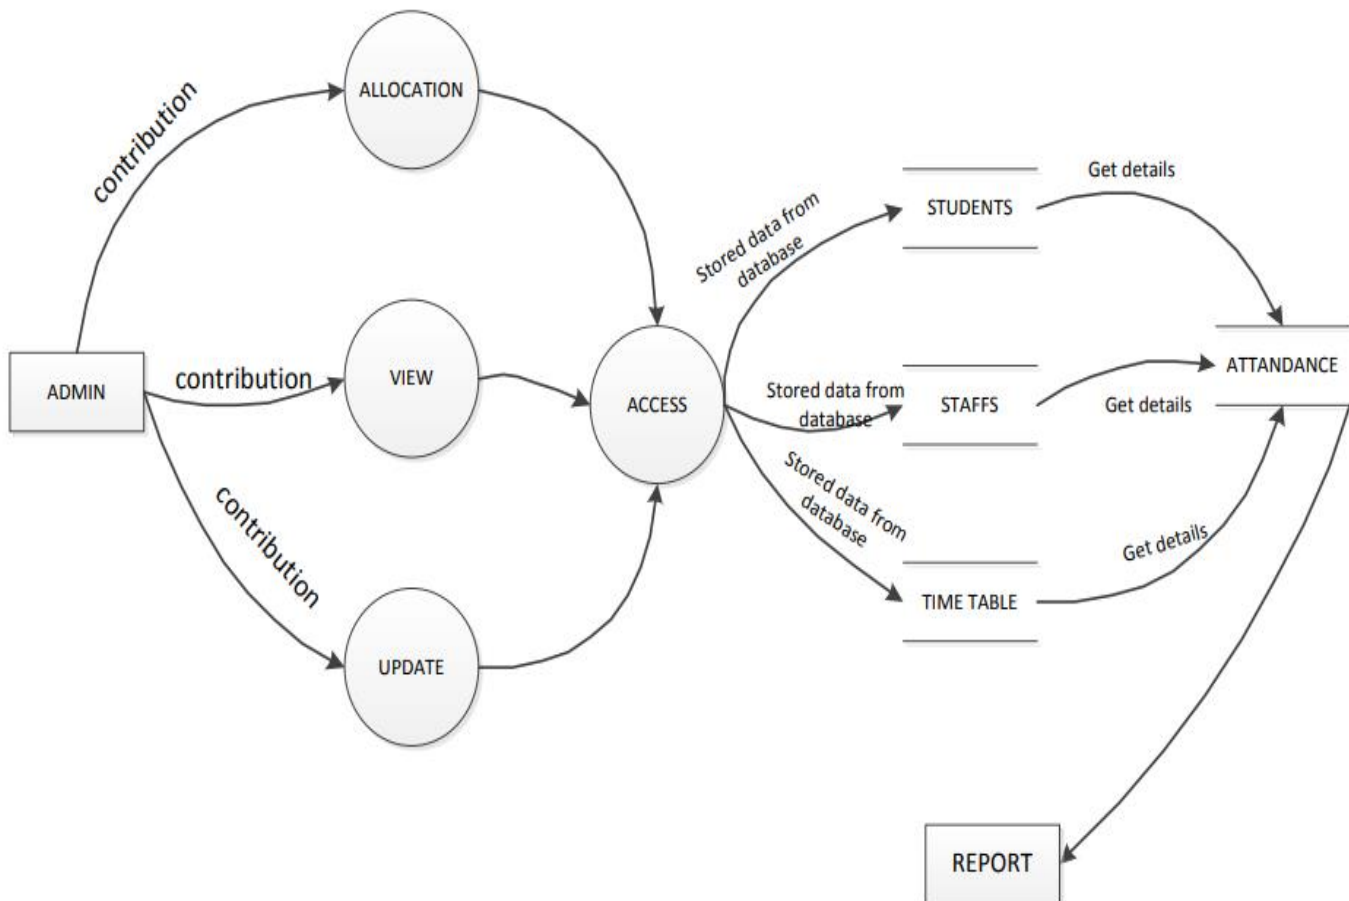 ALLOCATION
contribution
Get details
STUDENTS
Stored data from
database
ADMIN
contribution
VIEW
ACCESS
Stored data from
database
STAFFS
Get details
ATTANDANCE
contribution
Stored data from
database
Get details
TIME TABLE
UPDATE
REPORT